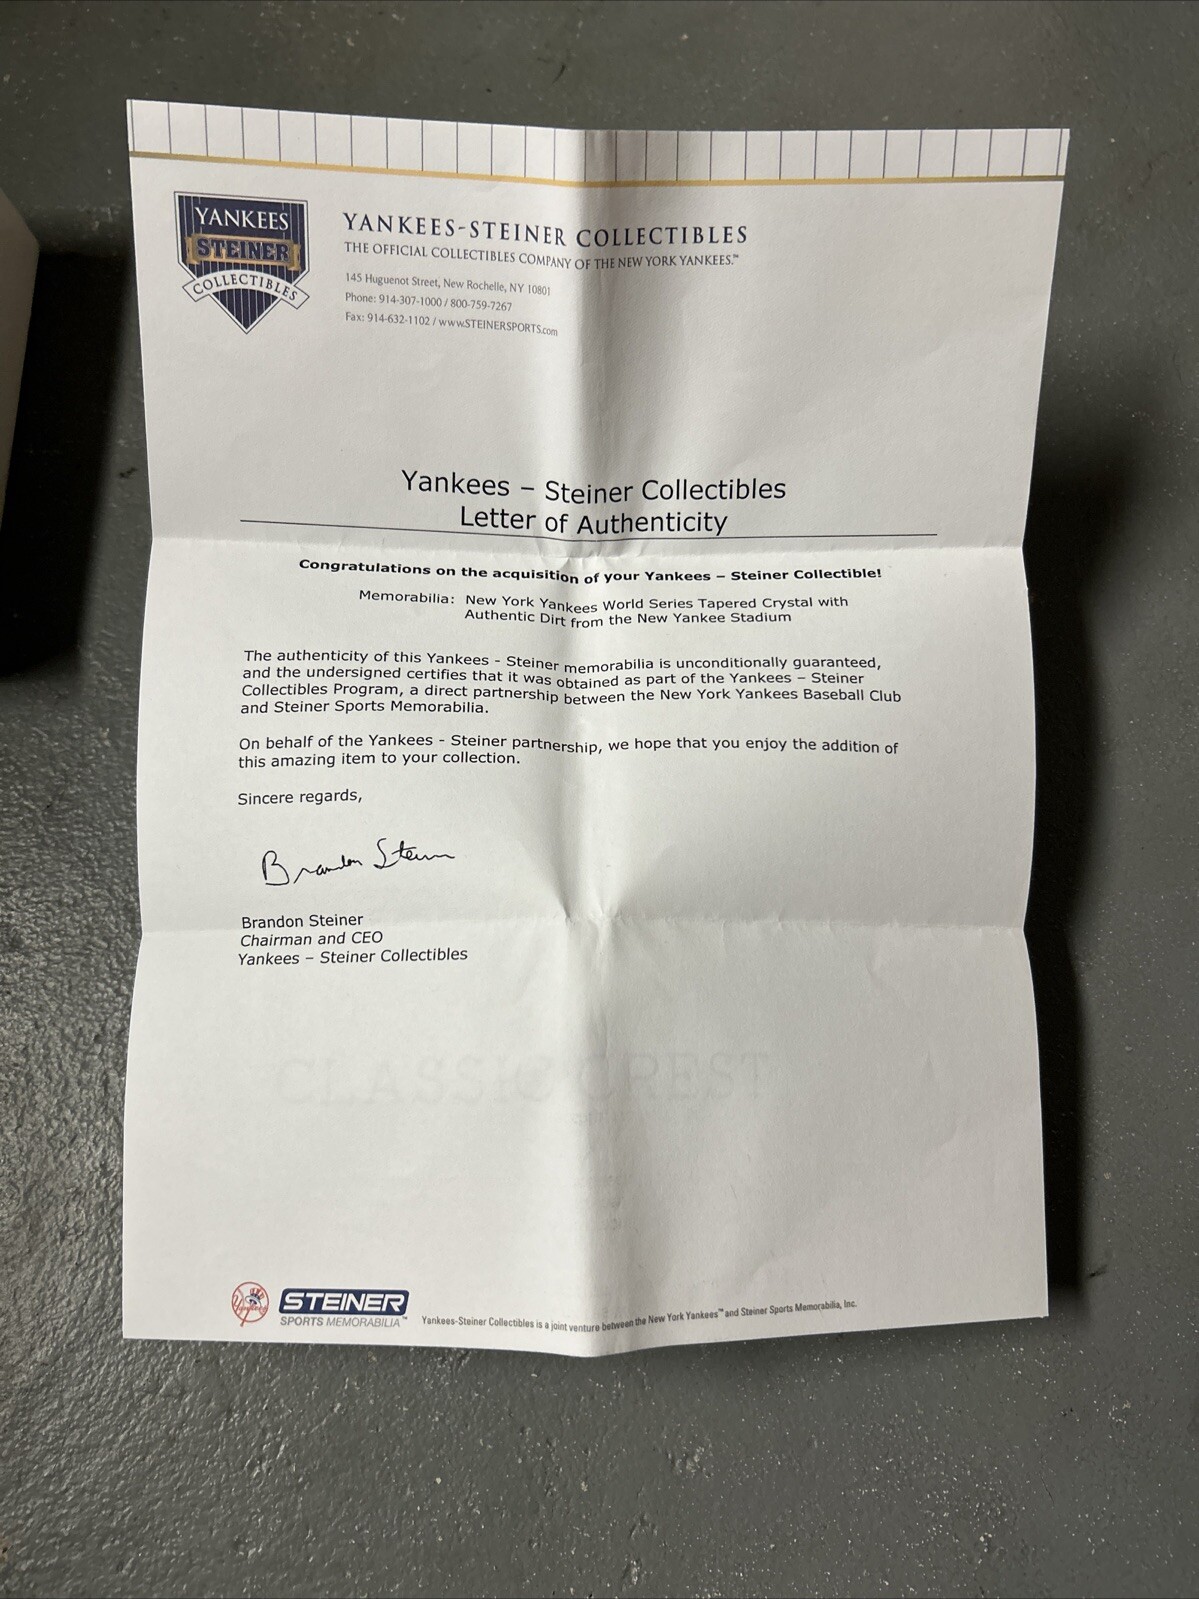 YANKEES
STEINER
COLLECTIBLES
YANKEES-STEINER COLLECTIBLES
THE OFFICIAL COLLECTIBLES COMPANY OF THE NEW YORK YANKEES.™
145 Huguenot Street, New Rochelle, NY 10801
Phone: 914-307-1000 / 800-759-7267
Fax: 914-632-1102 / www.STEINERSPORTS.com
Yankees – Steiner Collectibles
Letter of Authenticity
Congratulations on the acquisition of your Yankees – Steiner Collectible!
Memorabilia: New York Yankees World Series Tapered Crystal with
Authentic Dirt from the New Yankee Stadium
The authenticity of this Yankees - Steiner memorabilia is unconditionally guaranteed,
and the undersigned certifies that it was obtained as part of the Yankees – Steiner
Collectibles Program, a direct partnership between the New York Yankees Baseball Club
and Steiner Sports Memorabilia.
On behalf of the Yankees - Steiner partnership, we hope that you enjoy the addition of
this amazing item to your collection.
Sincere regards,
Brandon Steiner
Brandon Steiner
Chairman and CEO
Yankees – Steiner Collectibles
CLASSIC CREST
Yankees
STEINER
SPORTS MEMORABILIA™
Yankees-Steiner Collectibles is a joint venture between the New York Yankees™ and Steiner Sports Memorabilia, Inc.